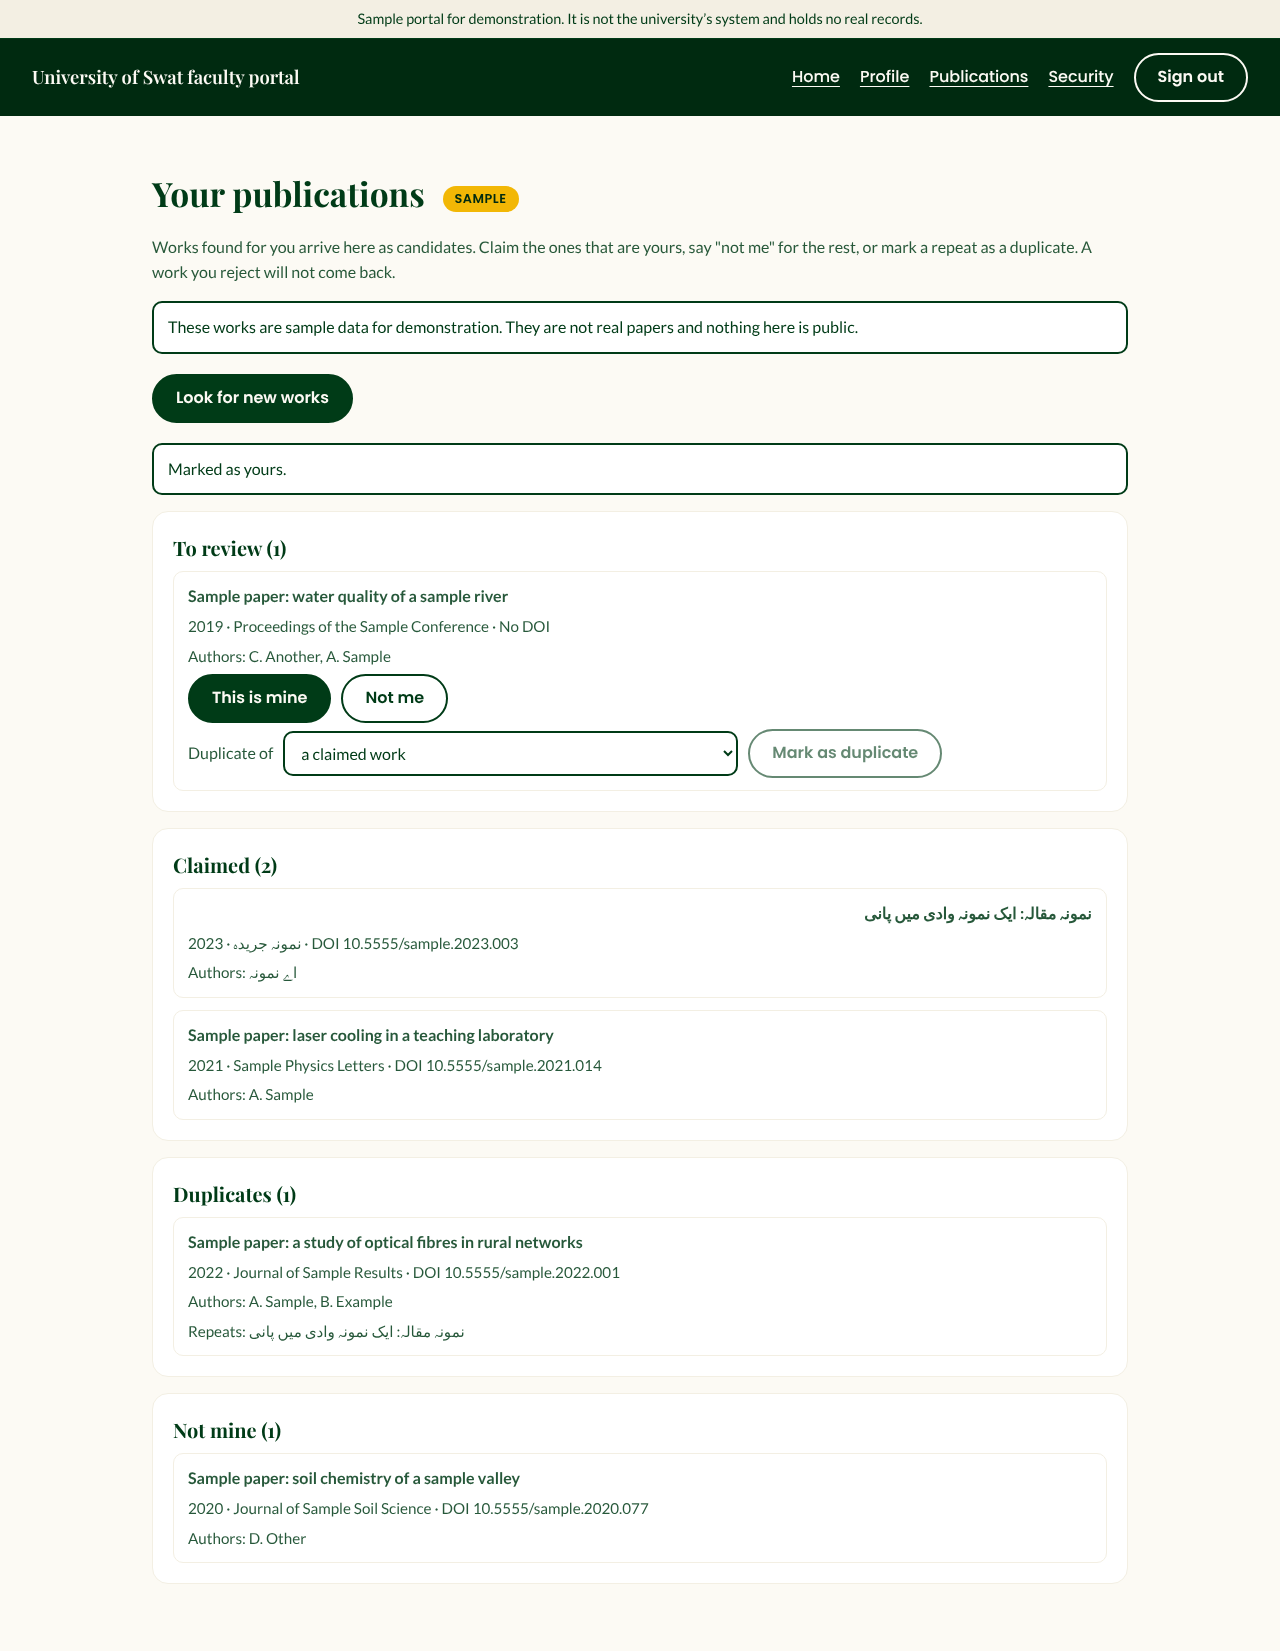 Sample portal for demonstration. It is not the university’s system and holds no real records.
University of Swat faculty portal
Home
Profile
Publications
Security
Sign out
Your publications
SAMPLE
Works found for you arrive here as candidates. Claim the ones that are yours, say "not me" for the rest, or mark a repeat as a duplicate. A
work you reject will not come back.
These works are sample data for demonstration. They are not real papers and nothing here is public.
Look for new works
Marked as yours.
To review (1)
Sample paper: water quality of a sample river
2019 · Proceedings of the Sample Conference · No DOI
Authors: C. Another, A. Sample
This is mine
Not me
Duplicate of
a claimed work
Mark as duplicate
Claimed (2)
نمونہ مقالہ: ایک نمونہ وادی میں پانی
2023 · نمونہ جریدہ · DOI 10.5555/sample.2023.003
Authors: اے نمونہ
Sample paper: laser cooling in a teaching laboratory
2021 · Sample Physics Letters · DOI 10.5555/sample.2021.014
Authors: A. Sample
Duplicates (1)
Sample paper: a study of optical fibres in rural networks
2022 · Journal of Sample Results · DOI 10.5555/sample.2022.001
Authors: A. Sample, B. Example
Repeats: نمونہ مقالہ: ایک نمونہ وادی میں پانی
Not mine (1)
Sample paper: soil chemistry of a sample valley
2020 · Journal of Sample Soil Science · DOI 10.5555/sample.2020.077
Authors: D. Other